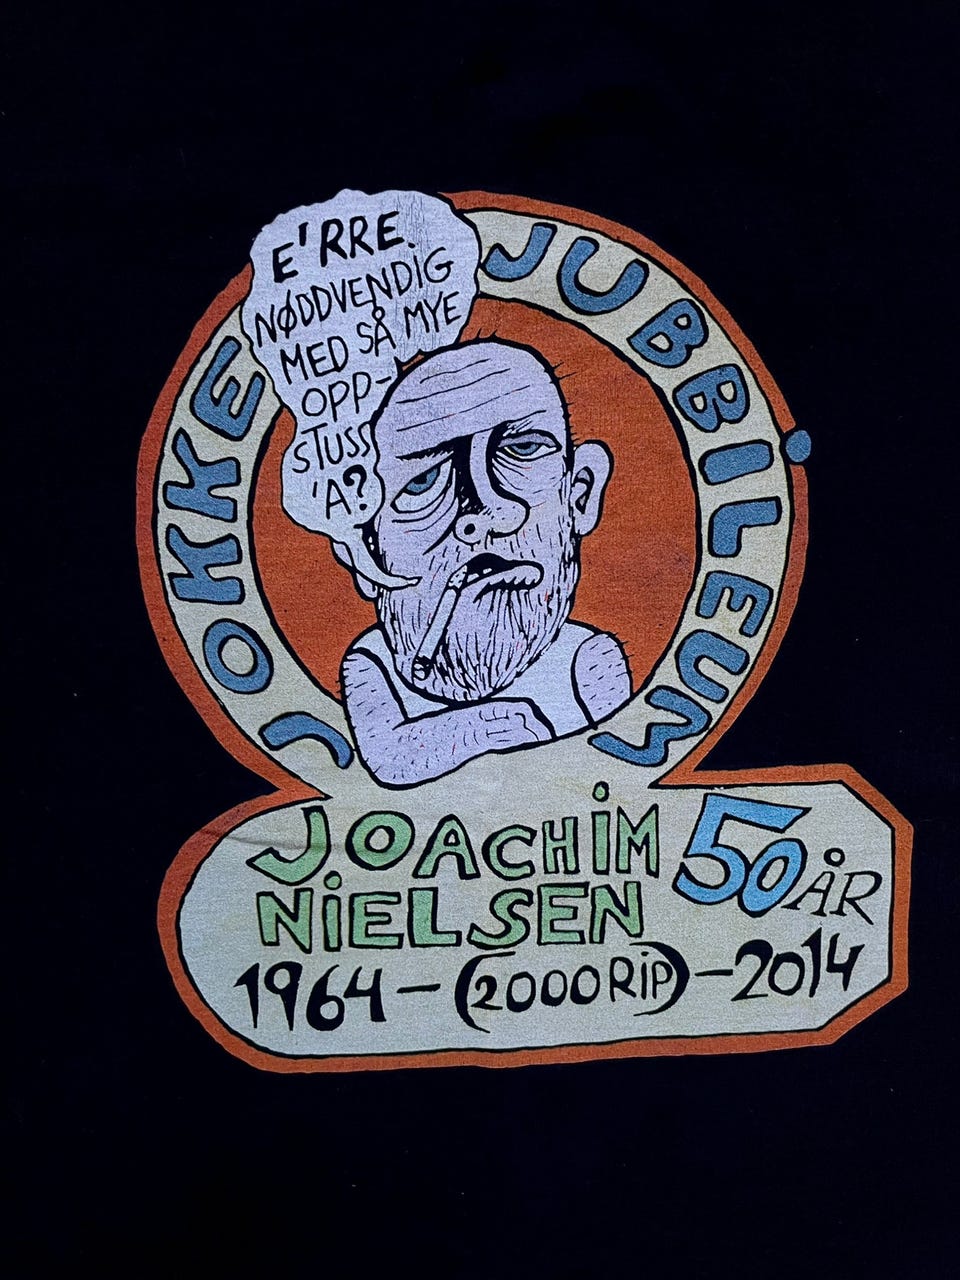 E'RRE.
NØDDVENDIG
MED SÅ MYE
OPP-
STUSS
'A?
JOKKE JUBBILEUM
JOACHIM
NIELSEN
50 ÅR
1964 – (2000 RIP) – 2014